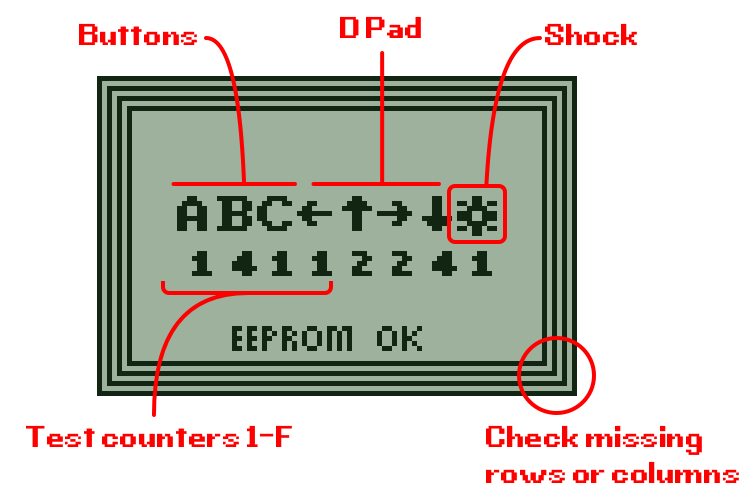 Buttons
D Pad
Shock
ABC←↑→↓☼
1 4 1 1 2 2 4 1
EEPROM OK
Test counters 1-F
Check missing
rows or columns